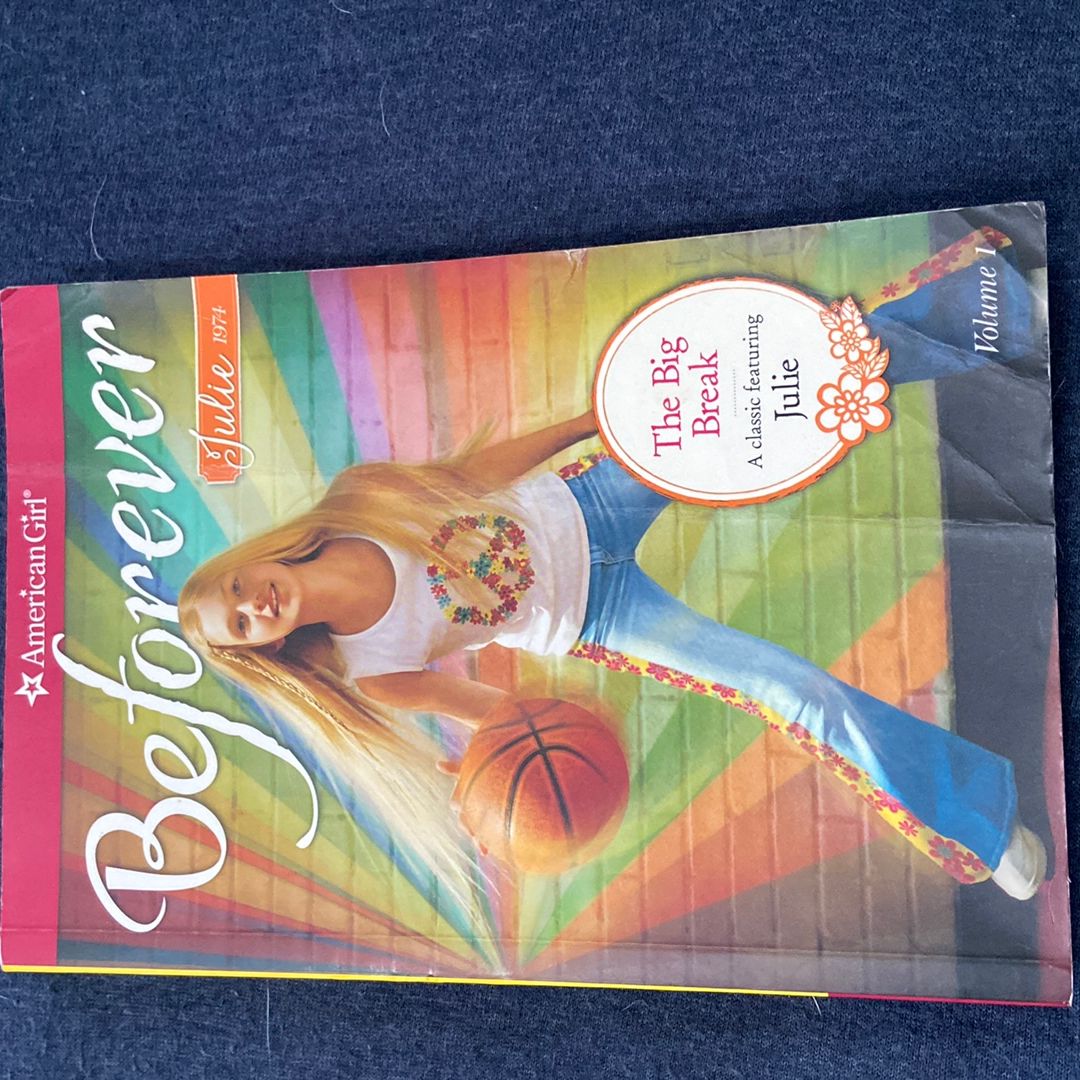 American Girl®
Beforever
Julie 1974
The Big
Break
A classic featuring
Julie
Volume 1